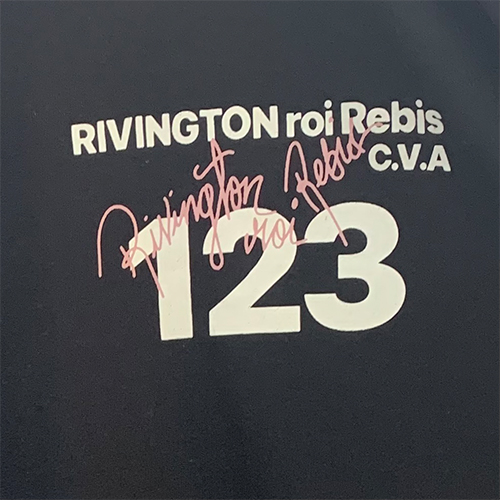 RIVINGTON roi Rebis
C.V.A
Rivington
roi Rebis
123